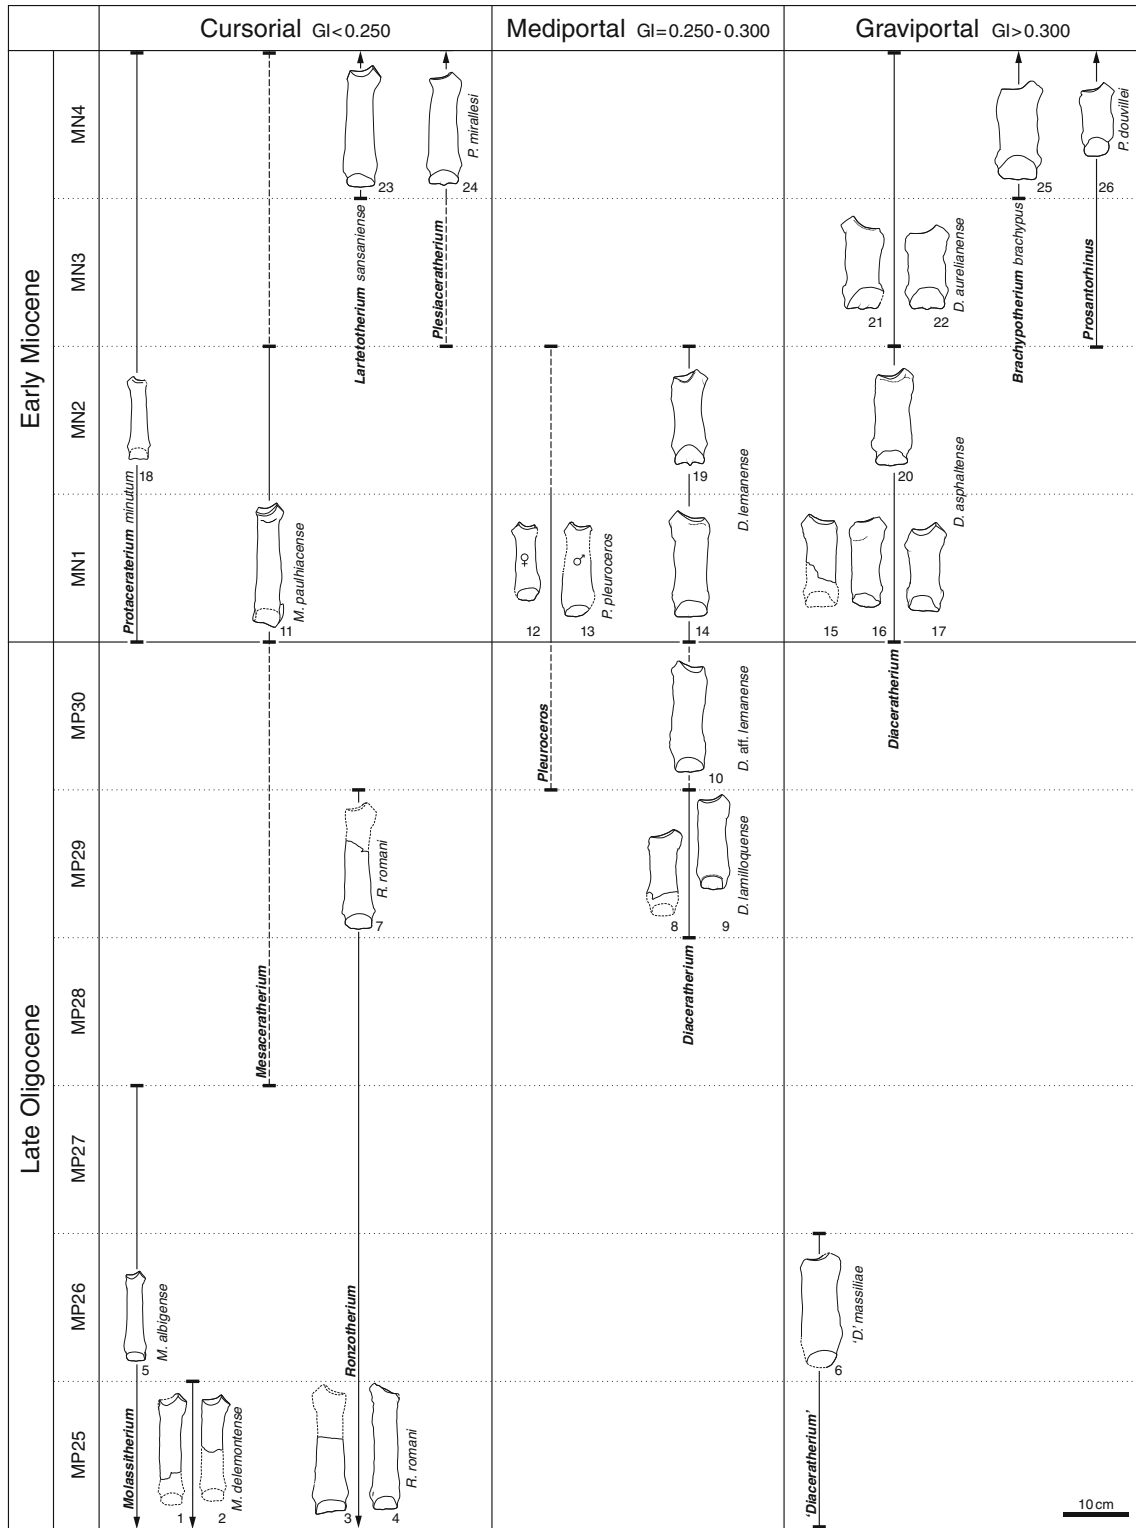 Cursorial GI<0.250
Mediportal GI=0.250-0.300
Graviportal GI>0.300
Early Miocene
Late Oligocene
MN4
P. mirallesi
P. douvillei
23
24
25
26
MN3
Lartetotherium sansaniense
Plesiaceratherium
D. aurelianense
Brachypotherium brachypus
Prosantorhinus
21
22
MN2
18
19
20
D. lemanense
D. asphaltense
MN1
Protaceraterium minutum
M. paulhiacense
♀
♂
P. pleuroceros
11
12
13
14
15
16
17
MP30
Pleuroceros
D. aff. lemanense
Diaceratherium
10
MP29
R. romani
D. lamilloquense
7
8
9
MP28
Mesaceratherium
Diaceratherium
MP27
MP26
M. albigense
Ronzotherium
'D.' massiliae
5
6
MP25
Molassitherium
M. delemontense
R. romani
'Diaceratherium'
1
2
3
4
10 cm